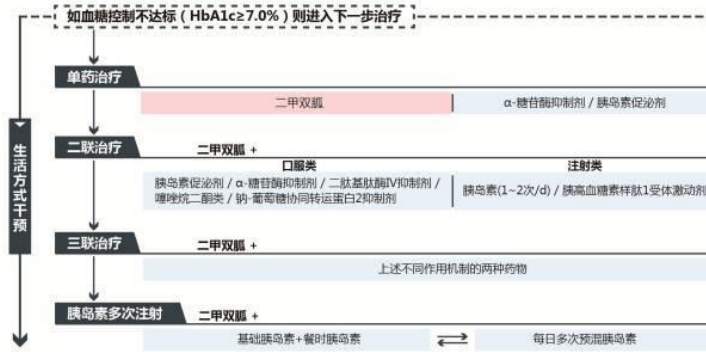 如血糖控制不达标（HbA1c≥7.0%）则进入下一步治疗
生活方式干预
单药治疗
二甲双胍
α-糖苷酶抑制剂 / 胰岛素促泌剂
二联治疗
二甲双胍 +
口服类
注射类
胰岛素促泌剂 / α-糖苷酶抑制剂 / 二肽基肽酶IV抑制剂 /
噻唑烷二酮类 / 钠-葡萄糖协同转运蛋白2抑制剂
胰岛素(1~2次/d) / 胰高血糖素样肽1受体激动剂
三联治疗
二甲双胍 +
上述不同作用机制的两种药物
胰岛素多次注射
二甲双胍 +
基础胰岛素+餐时胰岛素
每日多次预混胰岛素